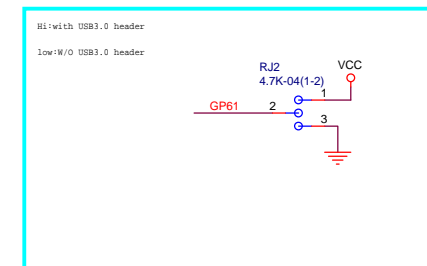 Hi:with USB3.0 header
low:W/O USB3.0 header
RJ2
VCC
4.7K-04(1-2)
1
GP61
2
3